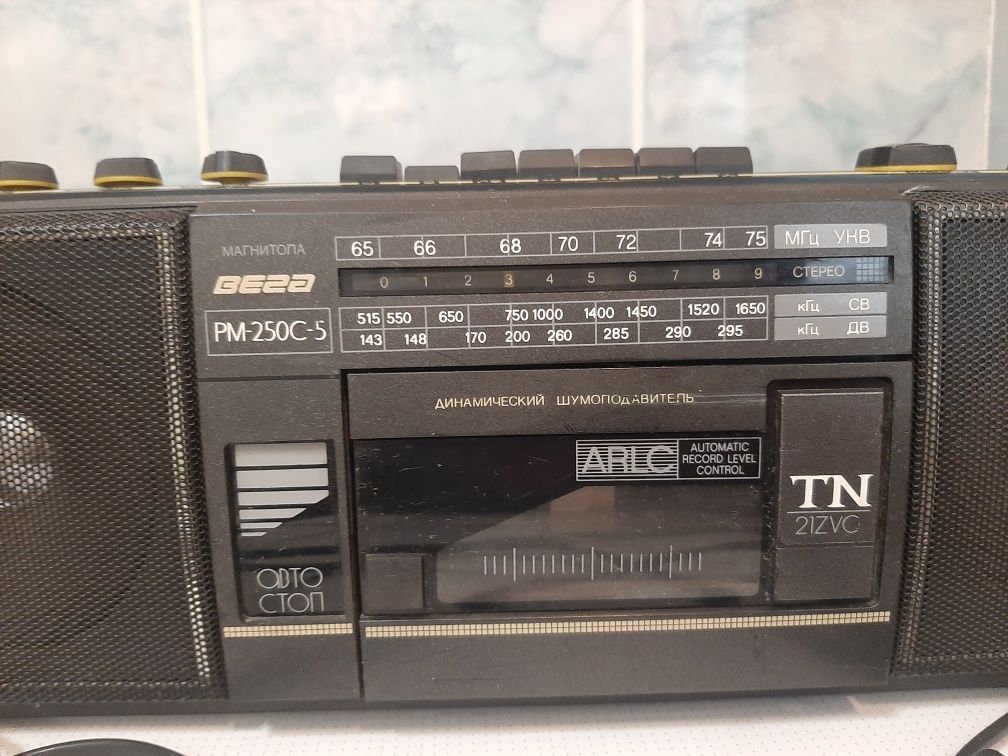 МАГНИТОЛА
ВЕГА
РМ-250С-5
65 66 68 70 72 74 75 МГц УНВ
0 1 2 3 4 5 6 7 8 9 СТЕРЕО
515 550 650 750 1000 1400 1450 1520 1650 кГц СВ
143 148 170 200 260 285 290 295 кГц ДВ
ДИНАМИЧЕСКИЙ ШУМОПОДАВИТЕЛЬ
ARLC
AUTOMATIC
RECORD LEVEL
CONTROL
TN
21ZVC
АВТО
СТОП